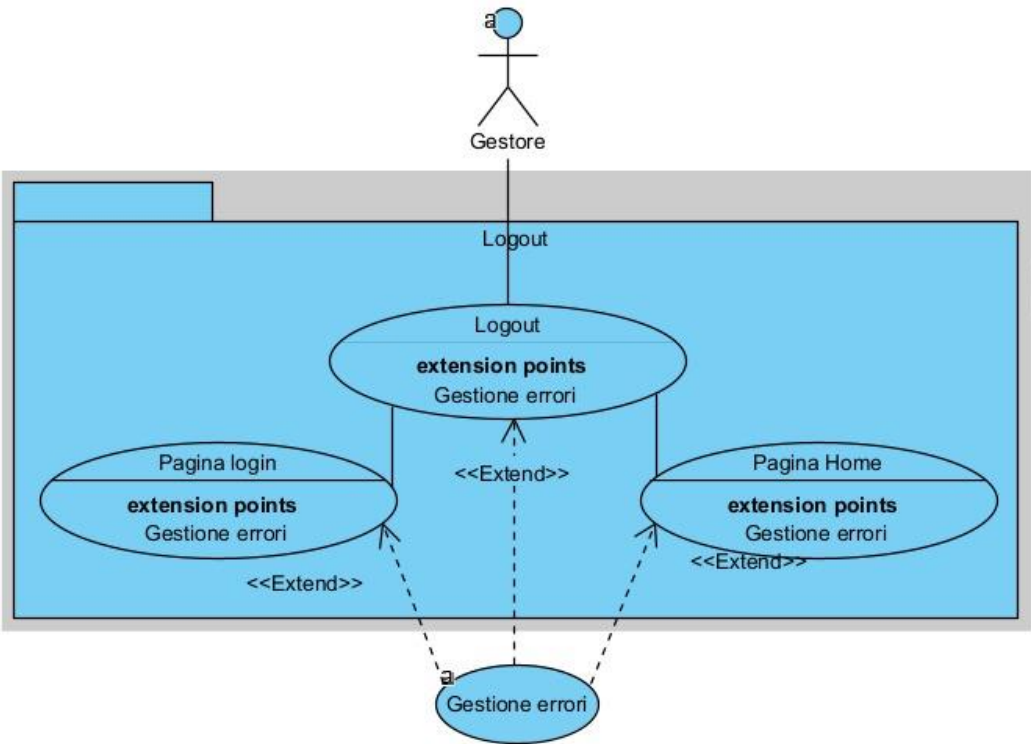 a
Gestore
Logout
Logout
extension points
Gestione errori
Pagina login
extension points
Gestione errori
<<Extend>>
Pagina Home
extension points
Gestione errori
<<Extend>>
<<Extend>>
a
Gestione errori